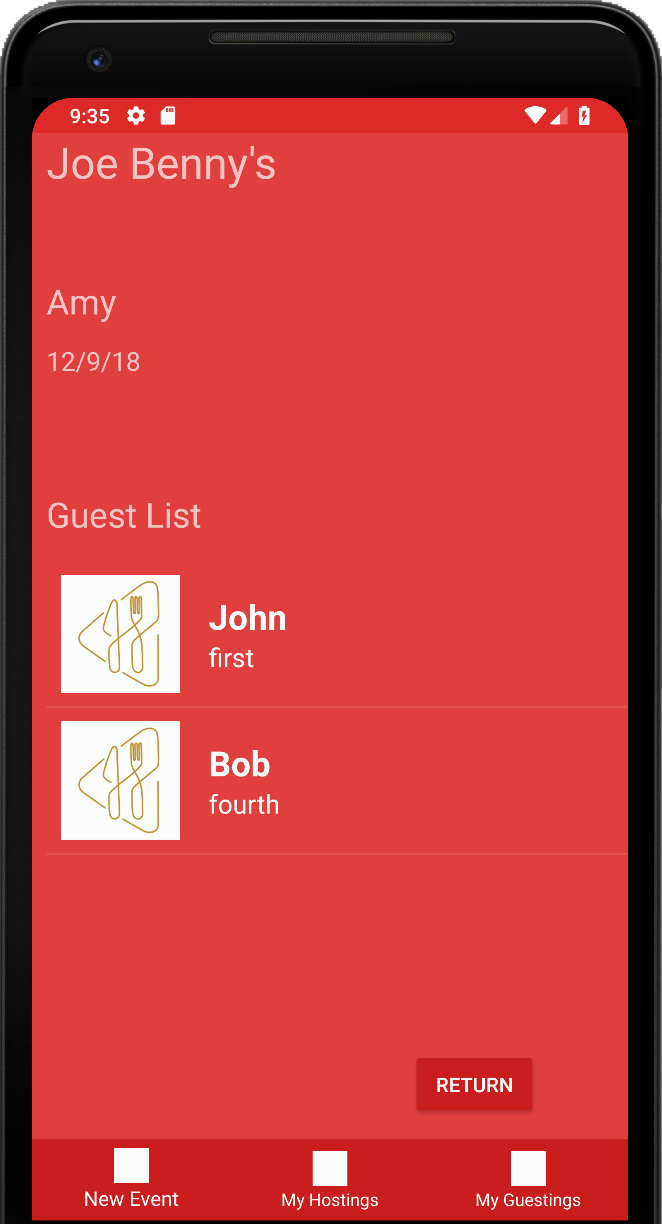 9:35
Joe Benny's
Amy
12/9/18
Guest List
John
first
Bob
fourth
RETURN
New Event
My Hostings
My Guestings